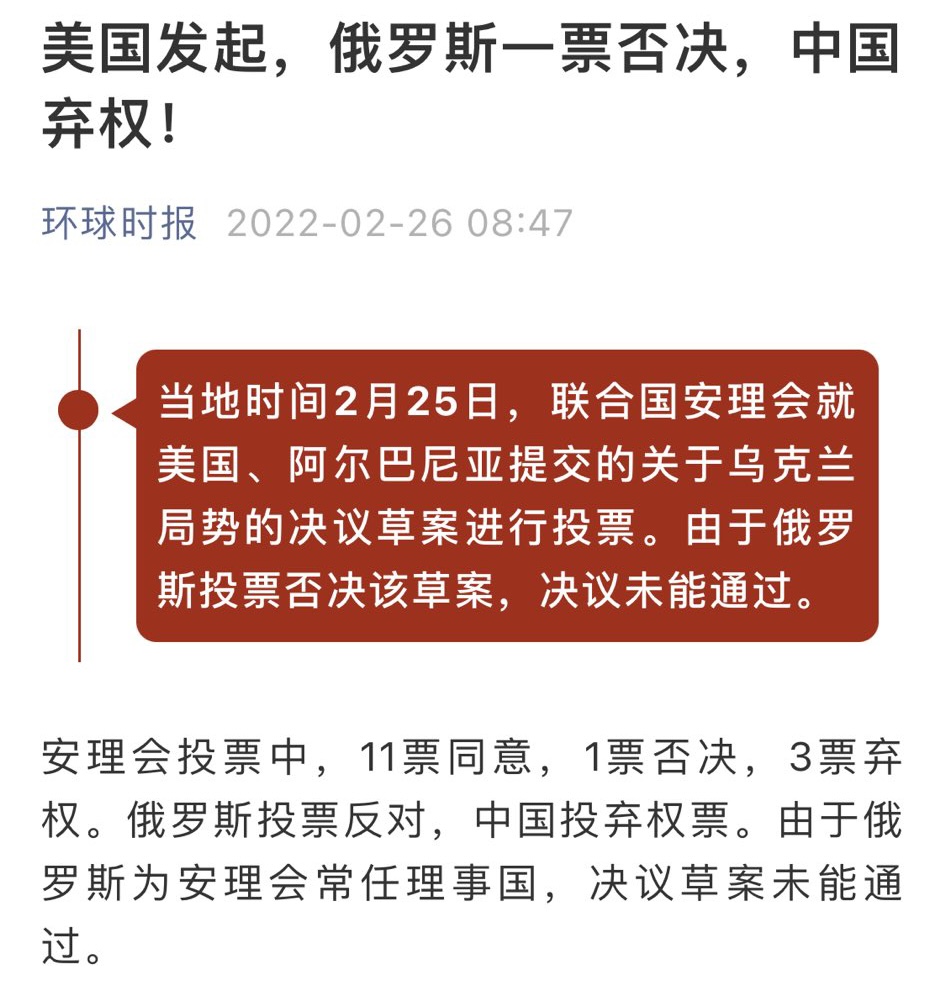 美国发起，俄罗斯一票否决，中国
弃权！
环球时报 2022-02-26 08:47
当地时间2月25日，联合国安理会就
美国、阿尔巴尼亚提交的关于乌克兰
局势的决议草案进行投票。由于俄罗
斯投票否决该草案，决议未能通过。
安理会投票中，11票同意，1票否决，3票弃
权。俄罗斯投票反对，中国投弃权票。由于俄
罗斯为安理会常任理事国，决议草案未能通
过。